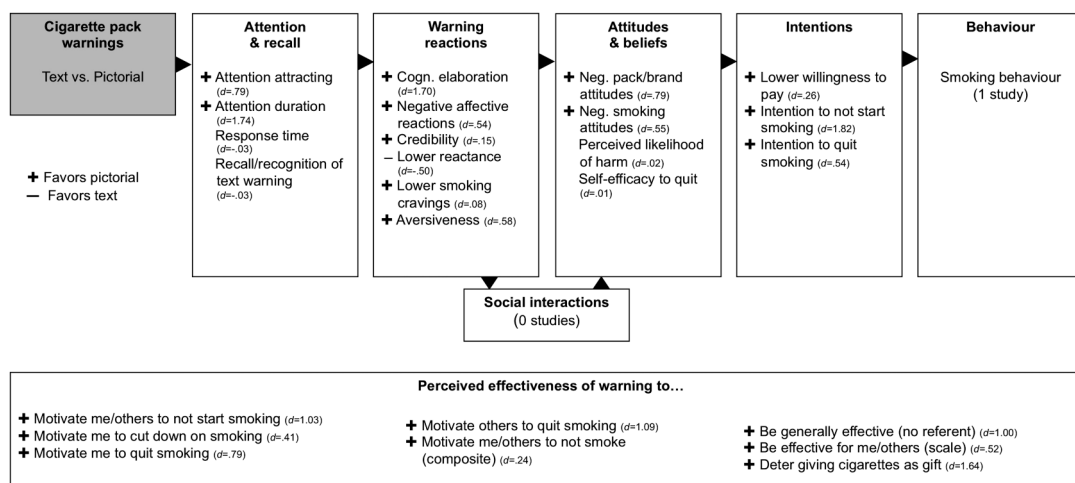 Cigarette pack
warnings
Text vs. Pictorial
+ Favors pictorial
− Favors text
Attention
& recall
+ Attention attracting
(d=.79)
+ Attention duration
(d=1.74)
Response time
(d=-.03)
Recall/recognition of
text warning
(d=-.03)
Warning
reactions
+ Cogn. elaboration
(d=1.70)
+ Negative affective
reactions (d=.54)
+ Credibility (d=.15)
− Lower reactance
(d=-.50)
+ Lower smoking
cravings (d=.08)
+ Aversiveness (d=.58)
Attitudes
& beliefs
+ Neg. pack/brand
attitudes (d=.79)
+ Neg. smoking
attitudes (d=.55)
Perceived likelihood
of harm (d=.02)
Self-efficacy to quit
(d=.01)
Intentions
+ Lower willingness to
pay (d=.26)
+ Intention to not start
smoking (d=1.82)
+ Intention to quit
smoking (d=.54)
Behaviour
Smoking behaviour
(1 study)
Social interactions
(0 studies)
Perceived effectiveness of warning to…
+ Motivate me/others to not start smoking (d=1.03)
+ Motivate me to cut down on smoking (d=.41)
+ Motivate me to quit smoking (d=.79)
+ Motivate others to quit smoking (d=1.09)
+ Motivate me/others to not smoke
(composite) (d=.24)
+ Be generally effective (no referent) (d=1.00)
+ Be effective for me/others (scale) (d=.52)
+ Deter giving cigarettes as gift (d=1.64)